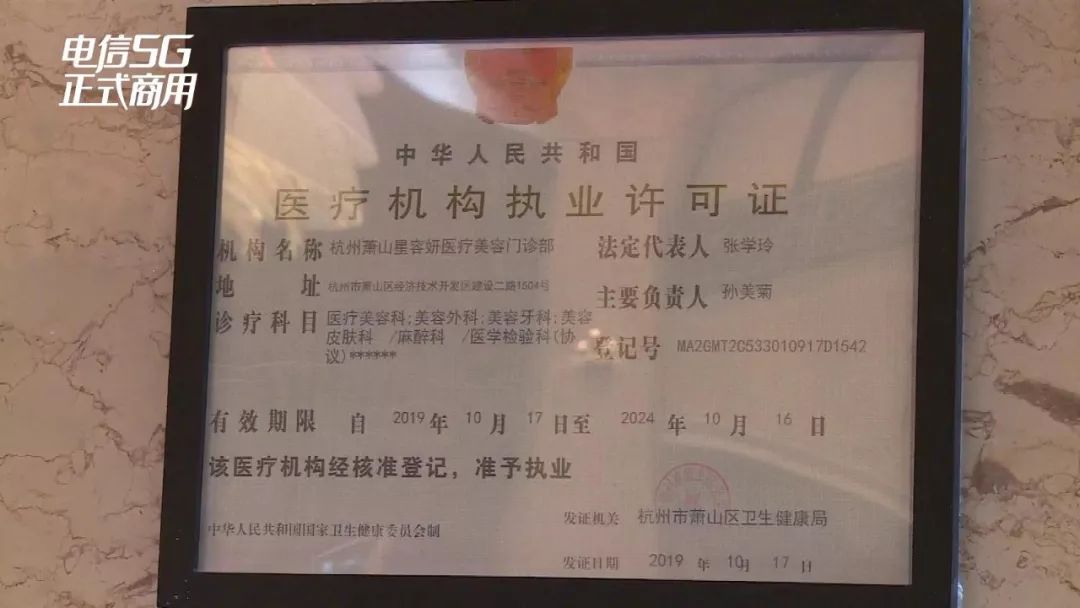 电信5G
正式商用
中华人民共和国
医疗机构执业许可证
机构名称 杭州萧山星容妍医疗美容门诊部
法定代表人 张学玲
地址 杭州市萧山区经济技术开发区建设二路1504号
主要负责人 孙美菊
诊疗科目 医疗美容科;美容外科;美容牙科;美容
皮肤科 /麻醉科 /医学检验科(协
议)******
登记号 MA2GMT2C533010917D1542
有效期限 自 2019 年 10 月 17 日至 2024 年 10 月 16 日
该医疗机构经核准登记，准予执业
中华人民共和国国家卫生健康委员会制
发证机关 杭州市萧山区卫生健康局
发证日期 2019 年 10 月 17 日